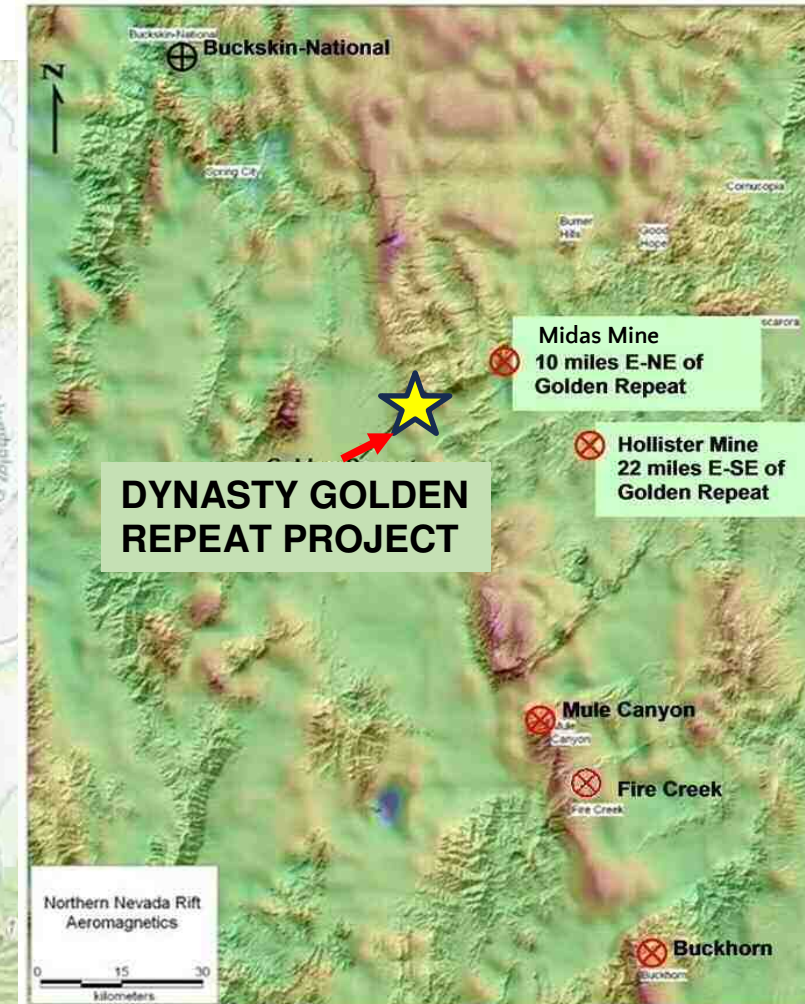 Buckskin-National
Buckskin-National
N
Spring City
Cornucopia
Burner
Hills
Good
Hope
scarora
Midas Mine
10 miles E-NE of
Golden Repeat
Hollister Mine
22 miles E-SE of
Golden Repeat
DYNASTY GOLDEN
REPEAT PROJECT
Mule Canyon
Mule
Canyon
Fire Creek
Fire Creek
Northern Nevada Rift
Aeromagnetics
0 15 30
kilometers
Buckhorn
Buckhorn